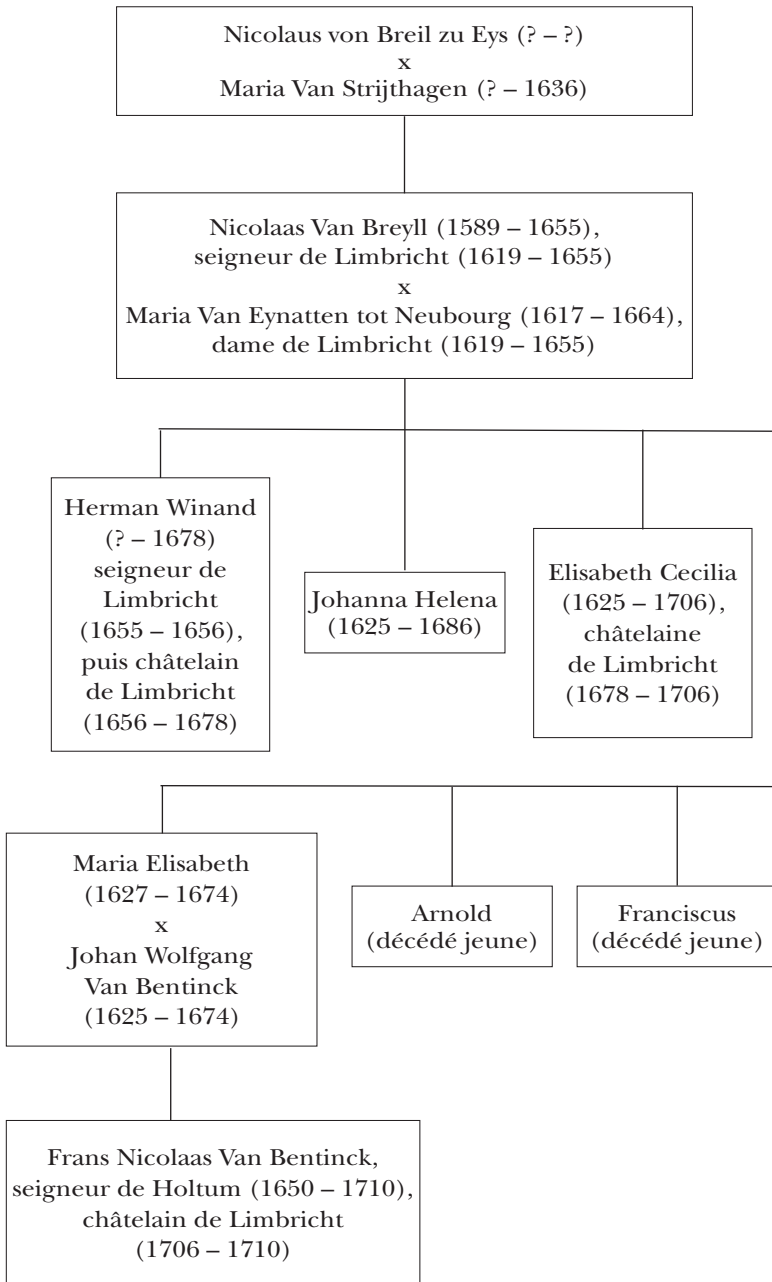 Nicolaus von Breil zu Eys (? – ?)
x
Maria Van Strijthagen (? – 1636)
Nicolaas Van Breyll (1589 – 1655),
seigneur de Limbricht (1619 – 1655)
x
Maria Van Eynatten tot Neubourg (1617 – 1664),
dame de Limbricht (1619 – 1655)
Herman Winand
(? – 1678)
seigneur de
Limbricht
(1655 – 1656),
puis châtelain
de Limbricht
(1656 – 1678)
Johanna Helena
(1625 – 1686)
Elisabeth Cecilia
(1625 – 1706),
châtelaine
de Limbricht
(1678 – 1706)
Maria Elisabeth
(1627 – 1674)
x
Johan Wolfgang
Van Bentinck
(1625 – 1674)
Arnold
(décédé jeune)
Franciscus
(décédé jeune)
Frans Nicolaas Van Bentinck,
seigneur de Holtum (1650 – 1710),
châtelain de Limbricht
(1706 – 1710)